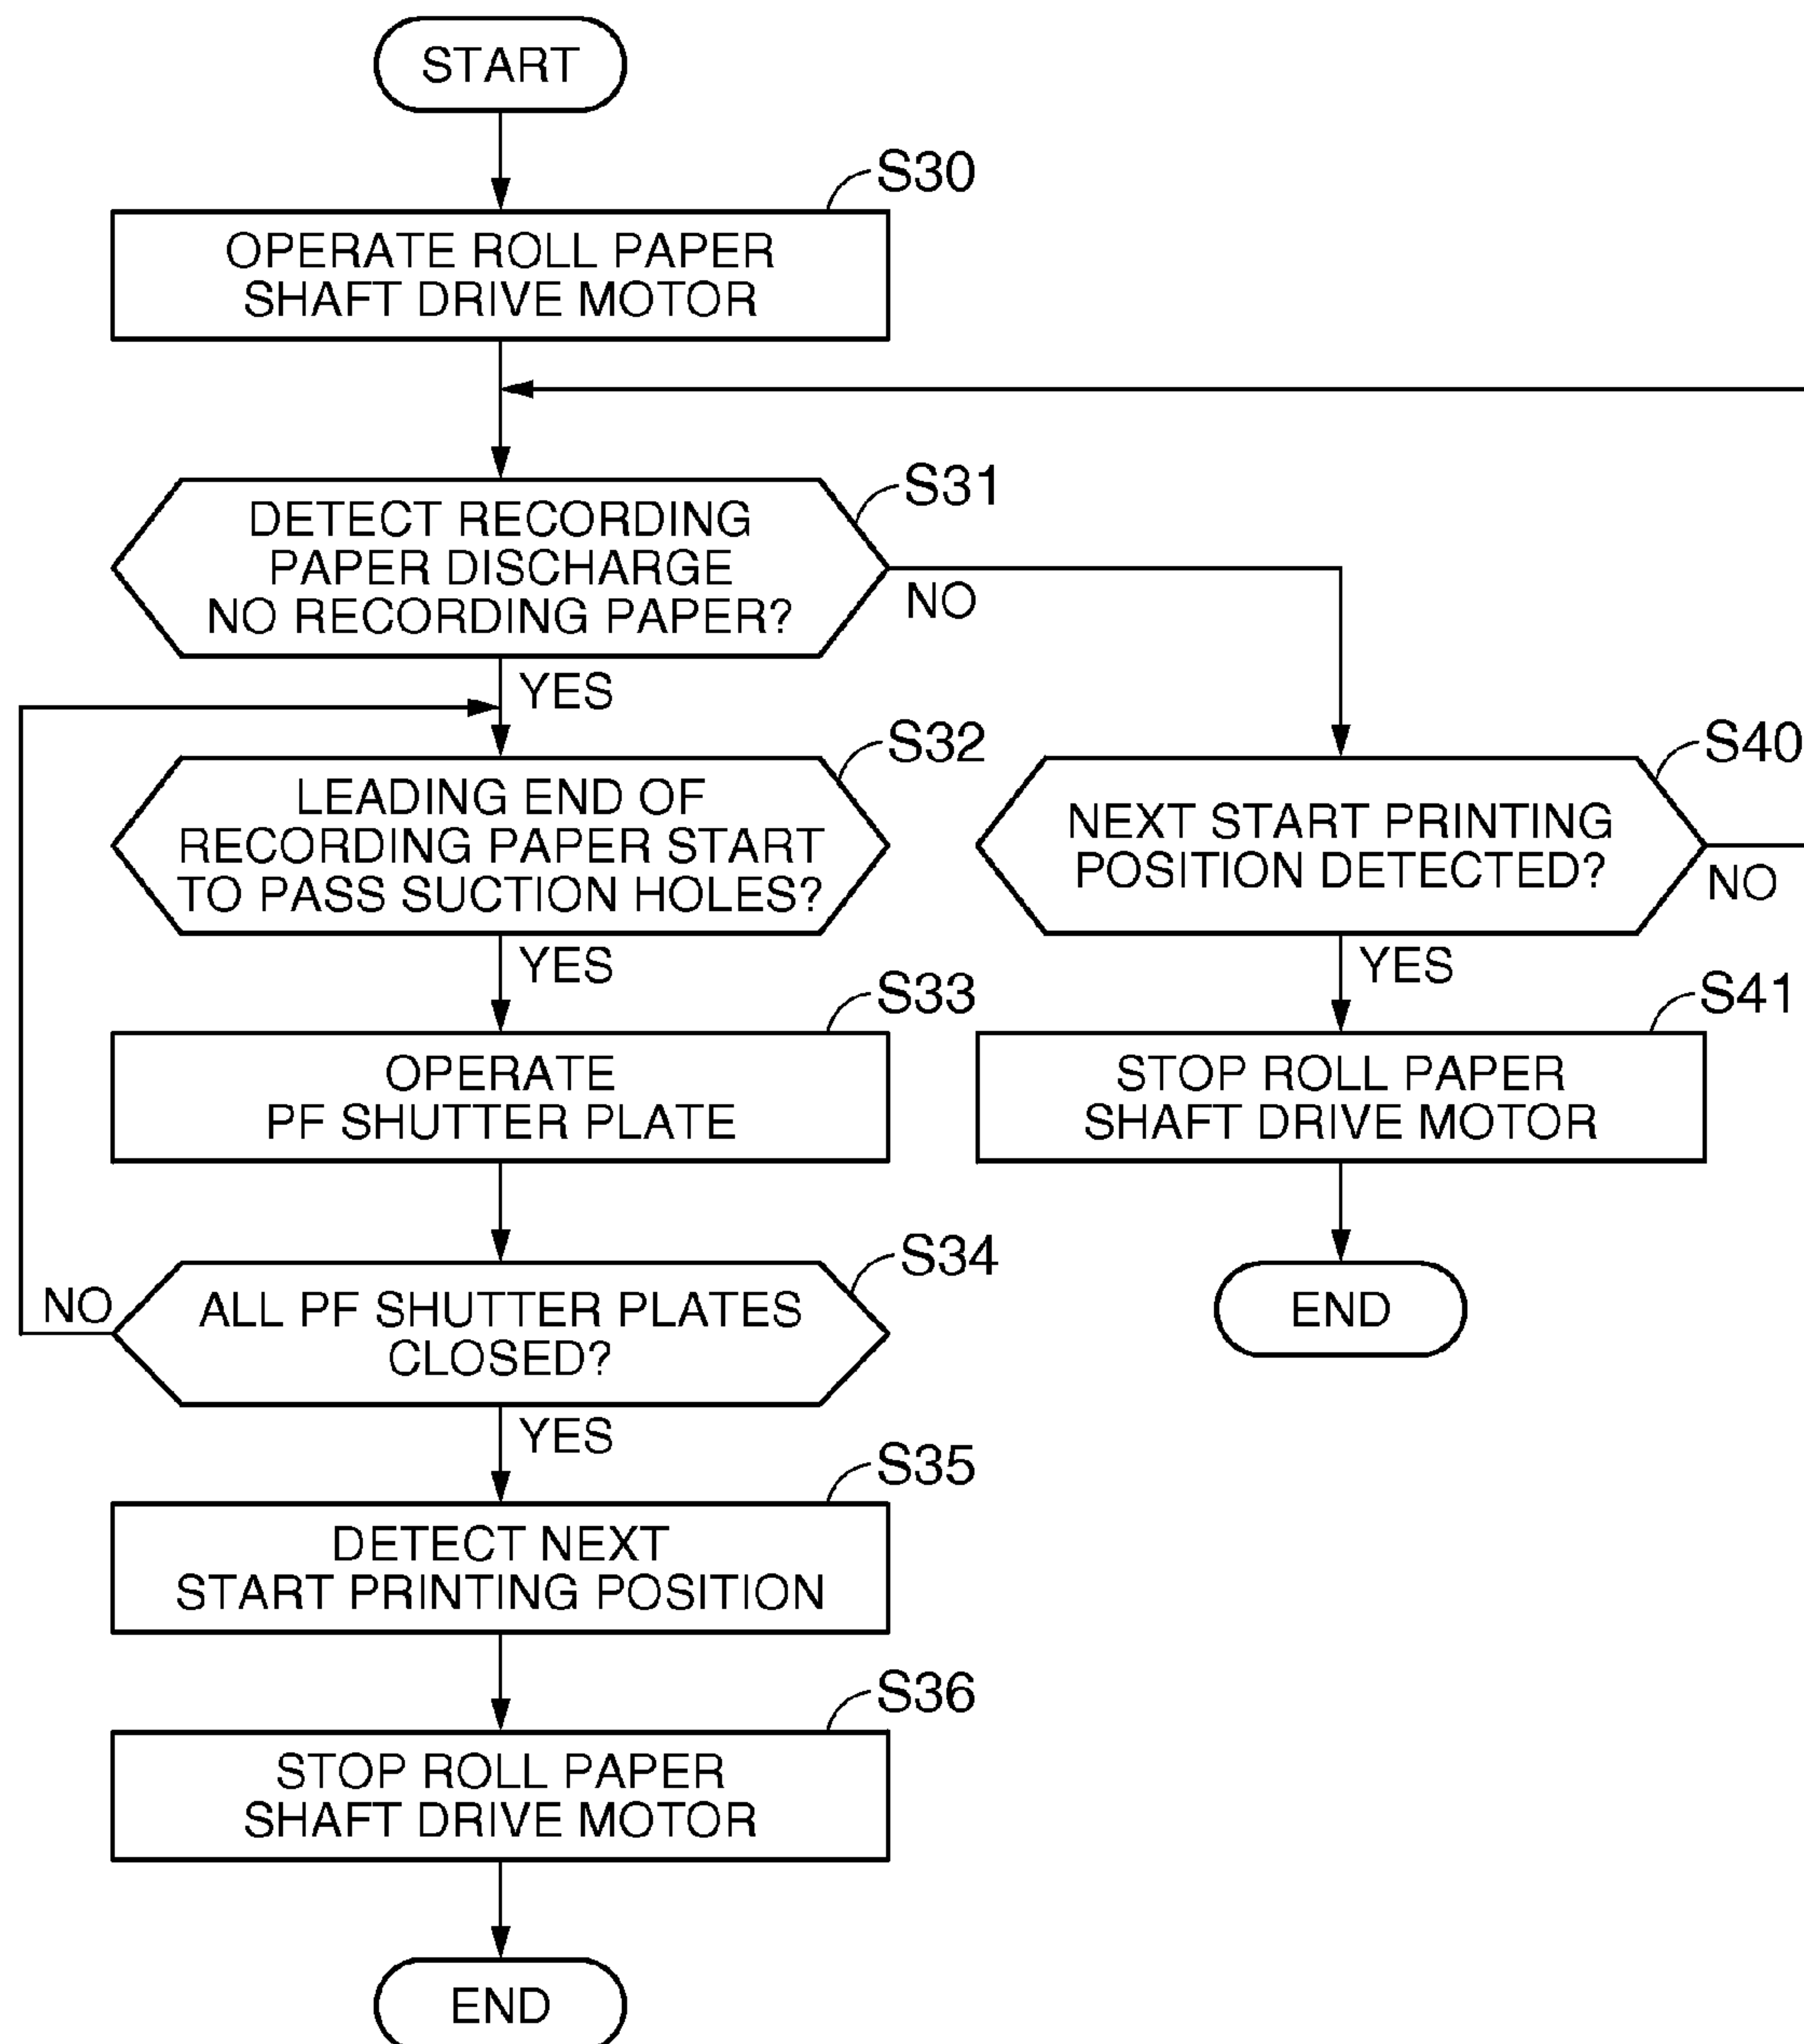 START
S30
OPERATE ROLL PAPER
SHAFT DRIVE MOTOR
S31
DETECT RECORDING
PAPER DISCHARGE
NO RECORDING PAPER?
NO
YES
S32
LEADING END OF
RECORDING PAPER START
TO PASS SUCTION HOLES?
YES
S33
OPERATE
PF SHUTTER PLATE
S34
ALL PF SHUTTER PLATES
CLOSED?
NO
YES
S35
DETECT NEXT
START PRINTING POSITION
S36
STOP ROLL PAPER
SHAFT DRIVE MOTOR
END
S40
NEXT START PRINTING
POSITION DETECTED?
NO
YES
S41
STOP ROLL PAPER
SHAFT DRIVE MOTOR
END